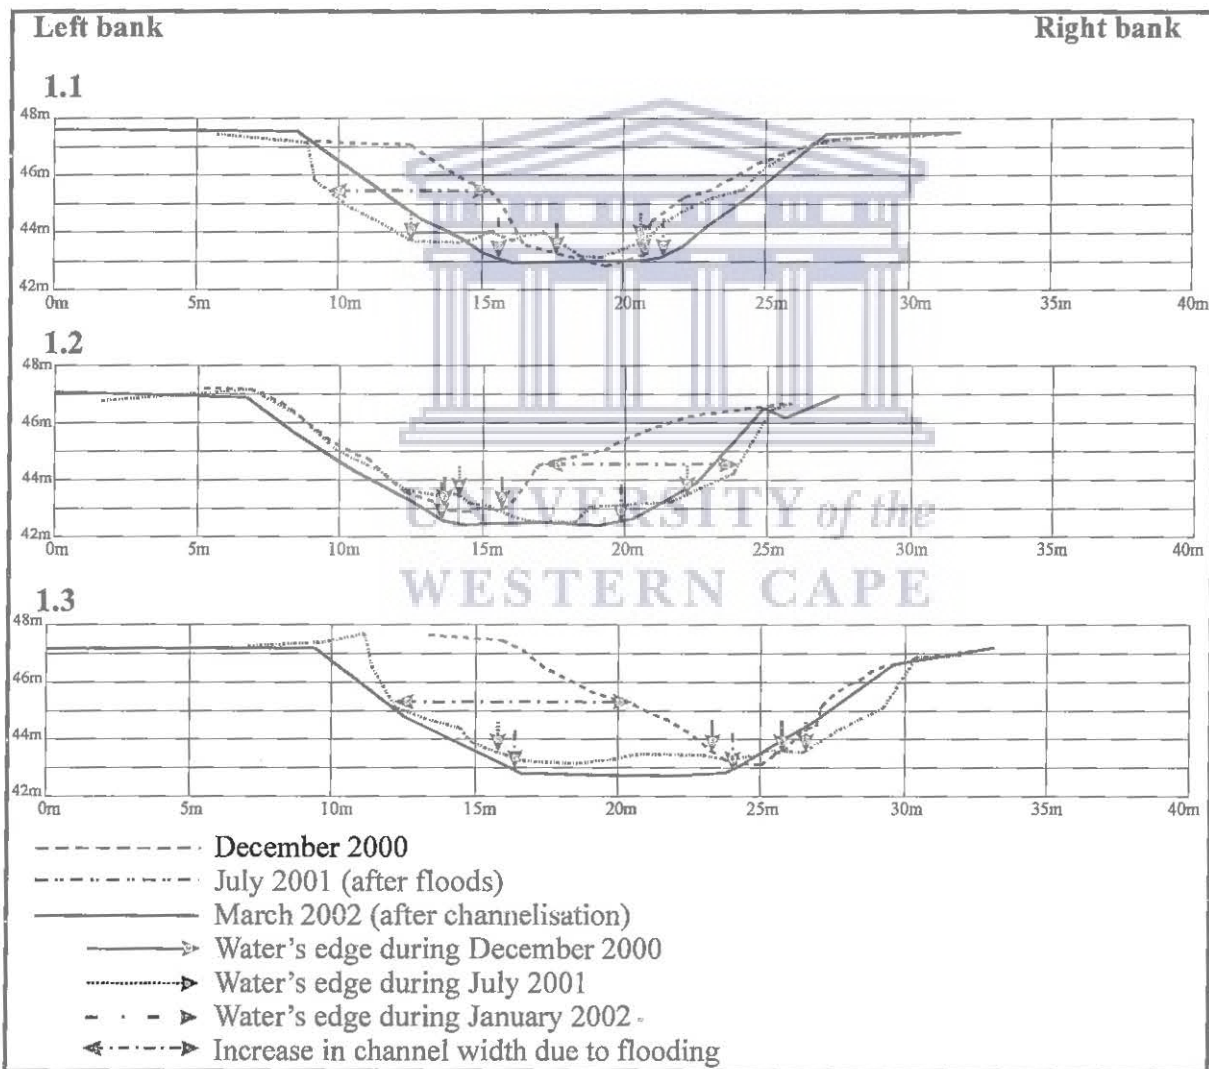 Left bank Right bank
1.1
48m
46m
44m
42m
0m 5m 10m 15m 20m 25m 30m 35m 40m
1.2
48m
46m
44m
42m
0m 5m 10m 15m 20m 25m 30m 35m 40m
UNIVERSITY of the
WESTERN CAPE
1.3
48m
46m
44m
42m
0m 5m 10m 15m 20m 25m 30m 35m 40m
December 2000
July 2001 (after floods)
March 2002 (after channelisation)
Water's edge during December 2000
Water's edge during July 2001
Water's edge during January 2002
Increase in channel width due to flooding